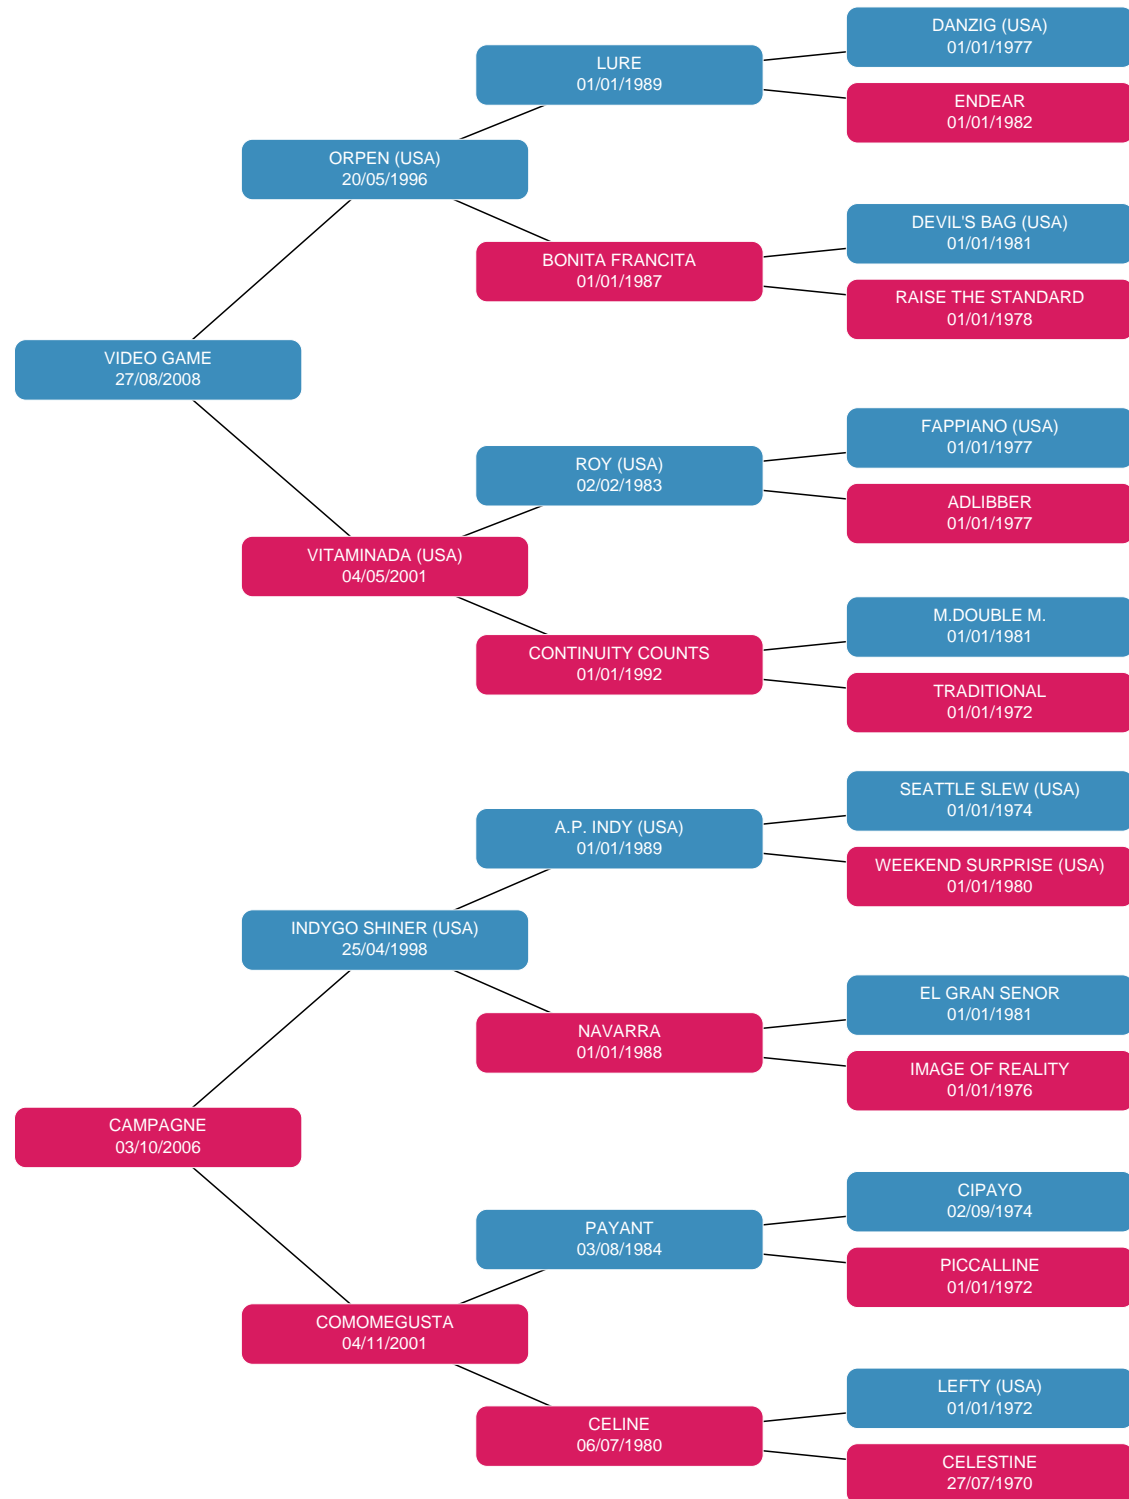 DANZIG (USA)
01/01/1977
LURE
01/01/1989
ENDEAR
01/01/1982
ORPEN (USA)
20/05/1996
DEVIL'S BAG (USA)
01/01/1981
BONITA FRANCITA
01/01/1987
RAISE THE STANDARD
01/01/1978
VIDEO GAME
27/08/2008
FAPPIANO (USA)
01/01/1977
ROY (USA)
02/02/1983
ADLIBBER
01/01/1977
VITAMINADA (USA)
04/05/2001
M.DOUBLE M.
01/01/1981
CONTINUITY COUNTS
01/01/1992
TRADITIONAL
01/01/1972
SEATTLE SLEW (USA)
01/01/1974
A.P. INDY (USA)
01/01/1989
WEEKEND SURPRISE (USA)
01/01/1980
INDYGO SHINER (USA)
25/04/1998
EL GRAN SENOR
01/01/1981
NAVARRA
01/01/1988
IMAGE OF REALITY
01/01/1976
CAMPAGNE
03/10/2006
CIPAYO
02/09/1974
PAYANT
03/08/1984
PICCALLINE
01/01/1972
COMOMEGUSTA
04/11/2001
LEFTY (USA)
01/01/1972
CELINE
06/07/1980
CELESTINE
27/07/1970